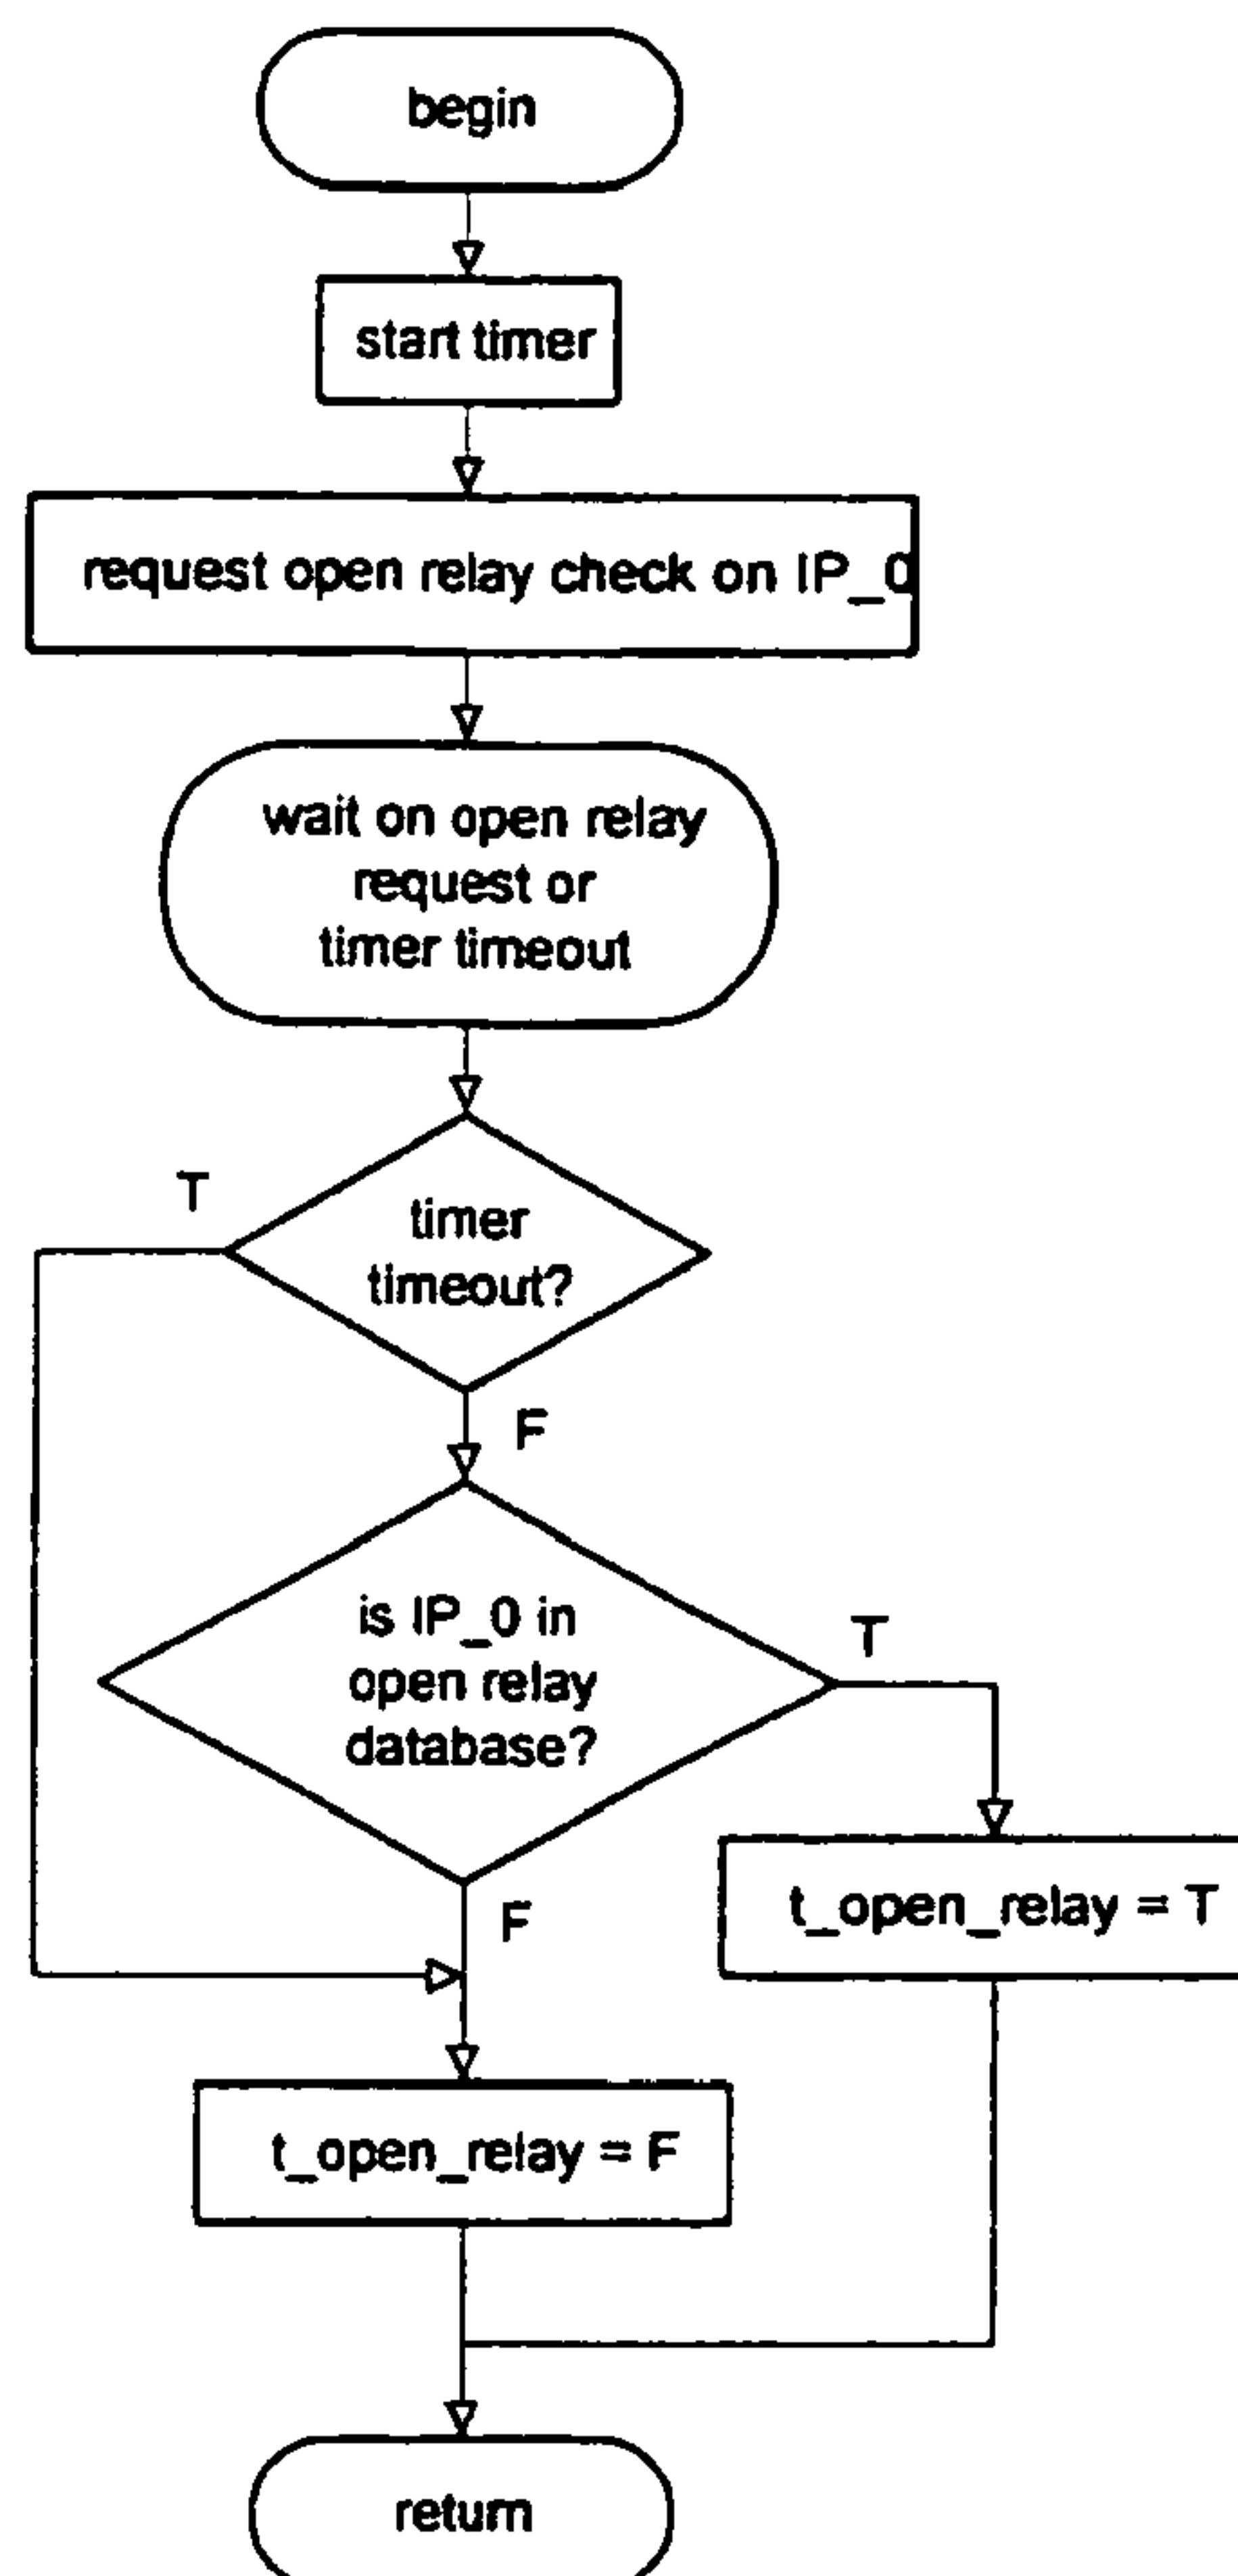 begin
start timer
request open relay check on IP_0
wait on open relay
request or
timer timeout
T
timer
timeout?
F
is IP_0 in
open relay
database?
T
F
t_open_relay = T
t_open_relay = F
return